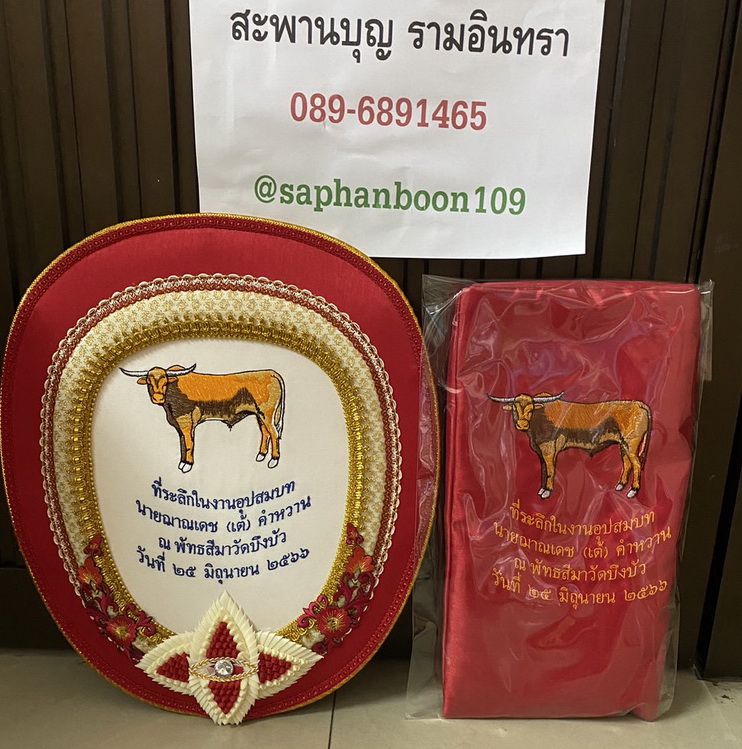 สะพานบุญ รามอินทรา
089-6891465
@saphanboon109
ที่ระลึกในงานอุปสมบท
นายฌาณเดช (เต้) คำหวาน
ณ พัทธสีมาวัดบึงบัว
วันที่ ๒๕ มิถุนายน ๒๕๖๖
ที่ระลึกในงานอุปสมบท
นายฌาณเดช (เต้) คำหวาน
ณ พัทธสีมาวัดบึงบัว
วันที่ ๒๕ มิถุนายน ๒๕๖๖